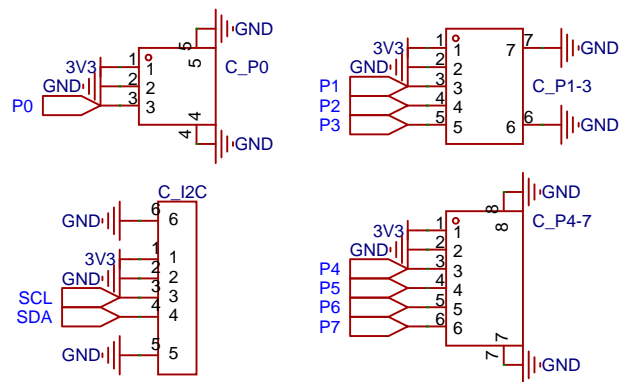 5 GND
5
3V3 1 1 C_P0
GND 2 2
P0 3 3
4
4 GND
1 1 7 7 GND
3V3 2 2
GND 3 3 C_P1-3
P1
P2 4 4
P3 5 5 6 6 GND
C_I2C
GND 6 6
3V3 1 1
GND 2 2
SCL 3 3
SDA 4 4
GND 5 5
8 GND
8
1 1 C_P4-7
3V3 2 2
GND 3 3
P4
P5 4 4
P6 5 5
P7 6 6
7
7 GND